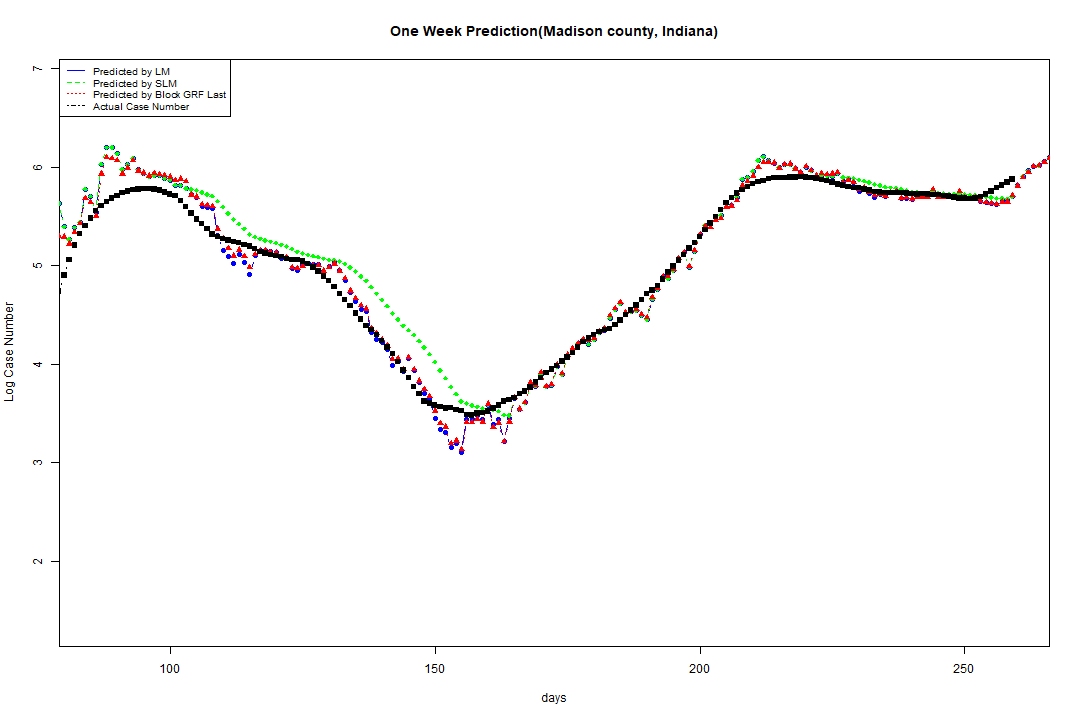 One Week Prediction(Madison county, Indiana)
Predicted by LM
Predicted by SLM
Predicted by Block GRF Last
Actual Case Number
7
6
5
4
3
2
Log Case Number
100 150 200 250
days